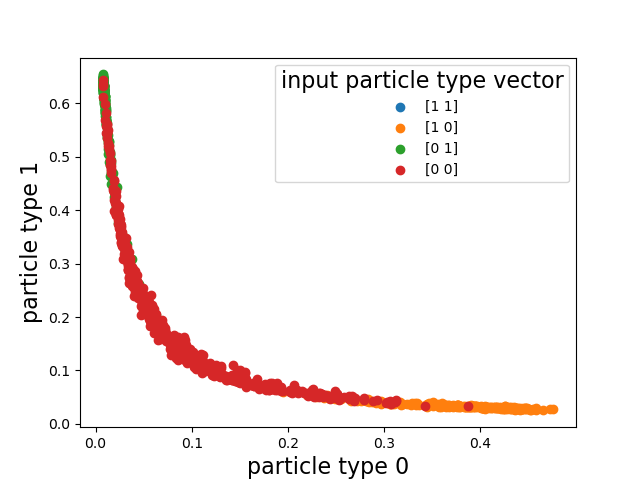 input particle type vector
[1 1]
[1 0]
[0 1]
[0 0]
particle type 1
0.6
0.5
0.4
0.3
0.2
0.1
0.0
0.0 0.1 0.2 0.3 0.4
particle type 0